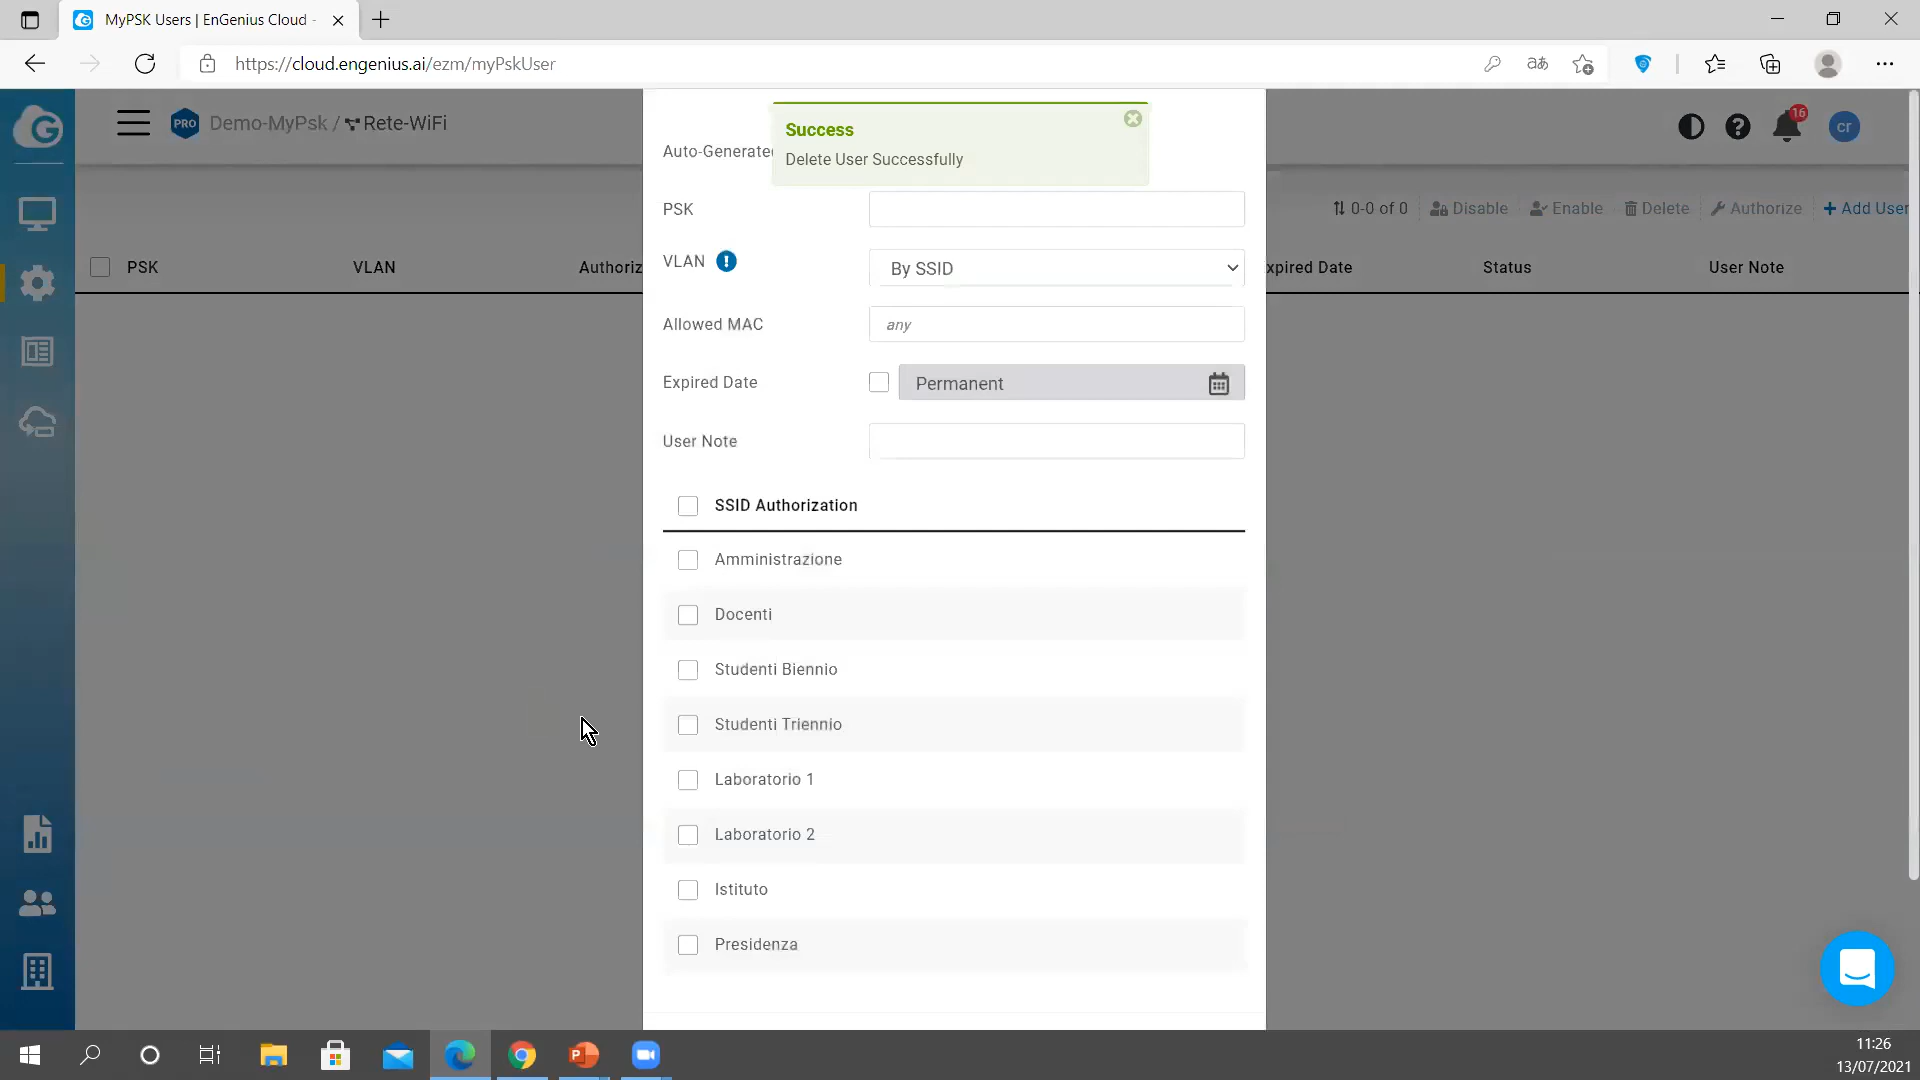 MyPSK Users | EnGenius Cloud -
https://cloud.engenius.ai/ezm/myPskUser
aあ
PRO Demo-MyPsk / Rete-WiFi
16
cr
Success
Delete User Successfully
Auto-Generated
PSK
0-0 of 0 Disable Enable Delete Authorize + Add User
VLAN
By SSID
PSK VLAN Authoriz xpired Date Status User Note
Allowed MAC any
Expired Date Permanent
User Note
SSID Authorization
Amministrazione
Docenti
Studenti Biennio
Studenti Triennio
Laboratorio 1
Laboratorio 2
Istituto
Presidenza
11:26
13/07/2021